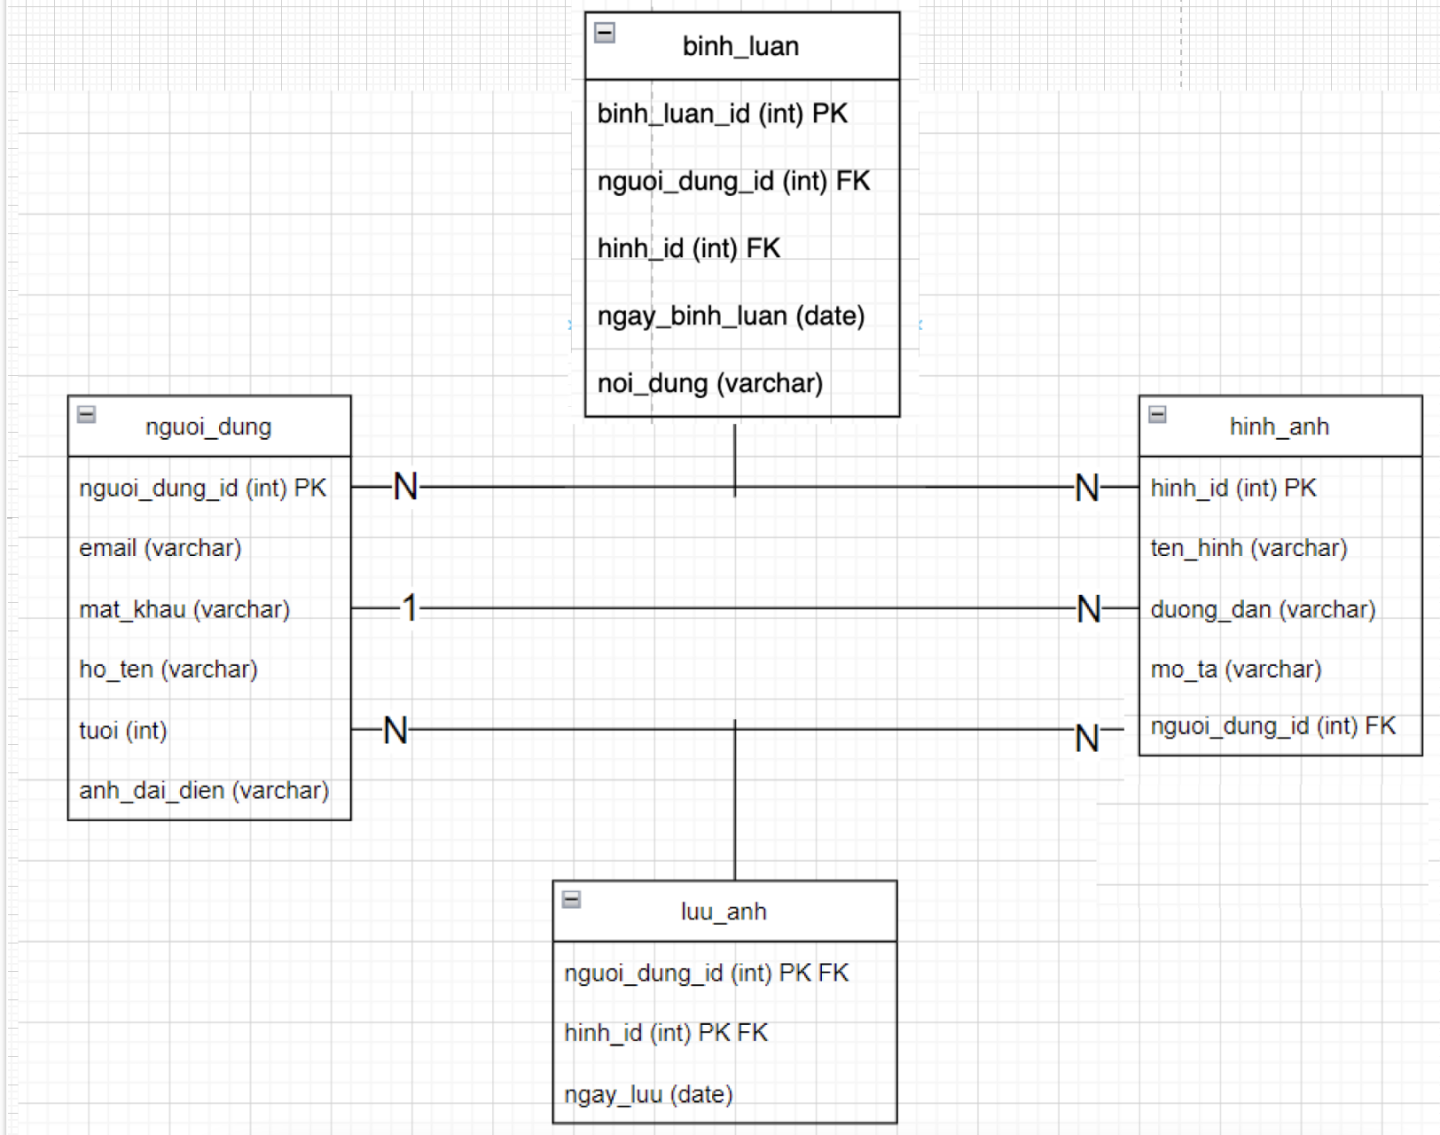 binh_luan
binh_luan_id (int) PK
nguoi_dung_id (int) FK
hinh_id (int) FK
ngay_binh_luan (date)
noi_dung (varchar)
nguoi_dung
nguoi_dung_id (int) PK
email (varchar)
mat_khau (varchar)
ho_ten (varchar)
tuoi (int)
anh_dai_dien (varchar)
N
N
1
N
N
N
hinh_anh
hinh_id (int) PK
ten_hinh (varchar)
duong_dan (varchar)
mo_ta (varchar)
nguoi_dung_id (int) FK
luu_anh
nguoi_dung_id (int) PK FK
hinh_id (int) PK FK
ngay_luu (date)